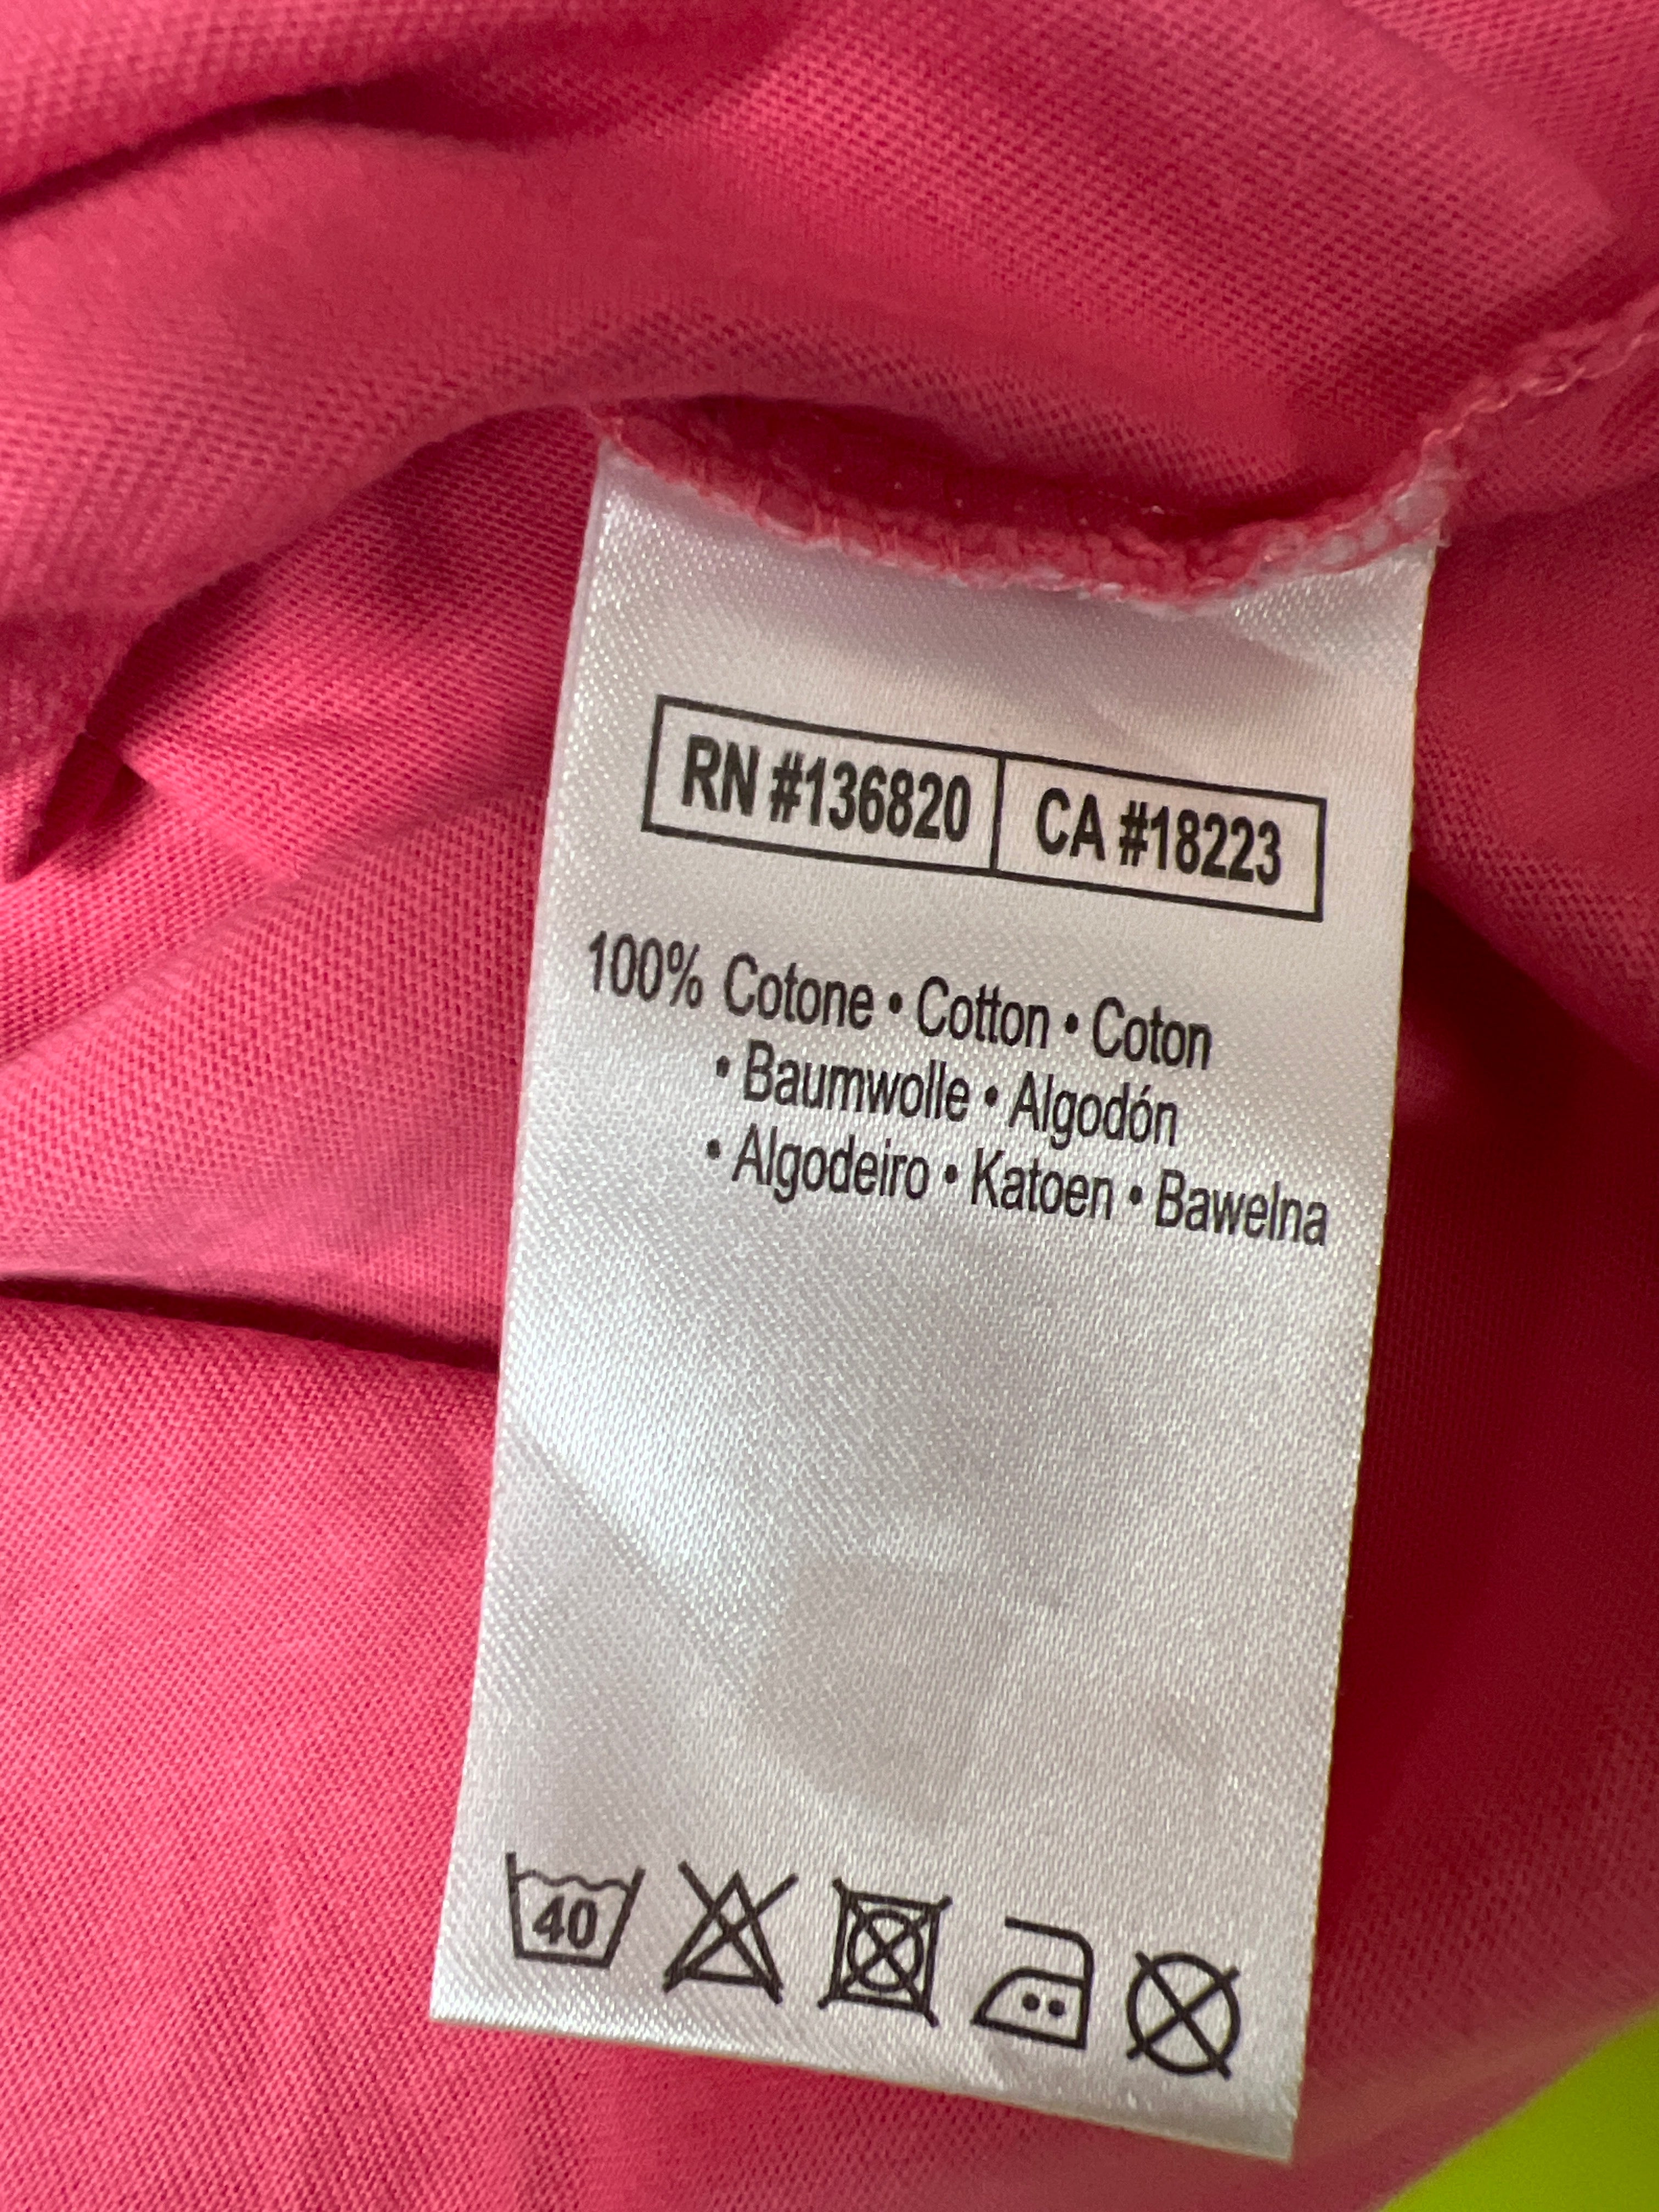 RN #136820 CA #18223
100% Cotone • Cotton • Coton
• Baumwolle • Algodón
• Algodeiro • Katoen • Bawelna
40